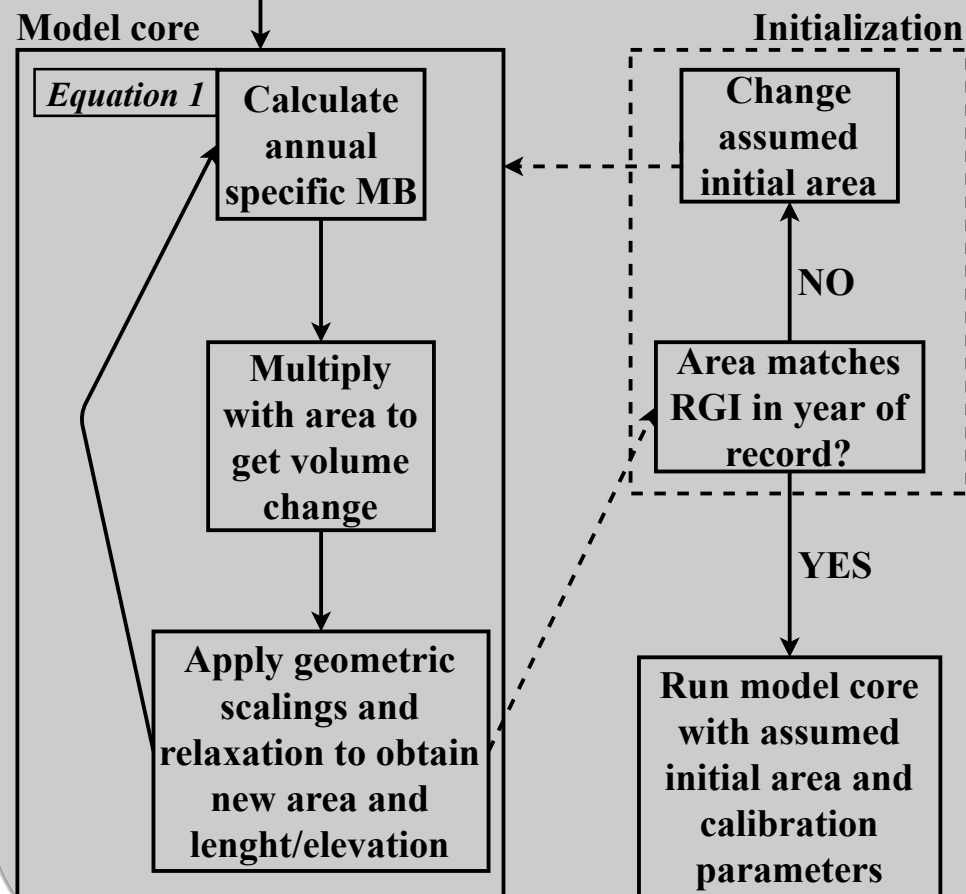 Model core
Equation 1
Calculate
annual
specific MB
Multiply
with area to
get volume
change
Apply geometric
scalings and
relaxation to obtain
new area and
lenght/elevation
Initialization
Change
assumed
initial area
NO
Area matches
RGI in year of
record?
YES
Run model core
with assumed
initial area and
calibration
parameters